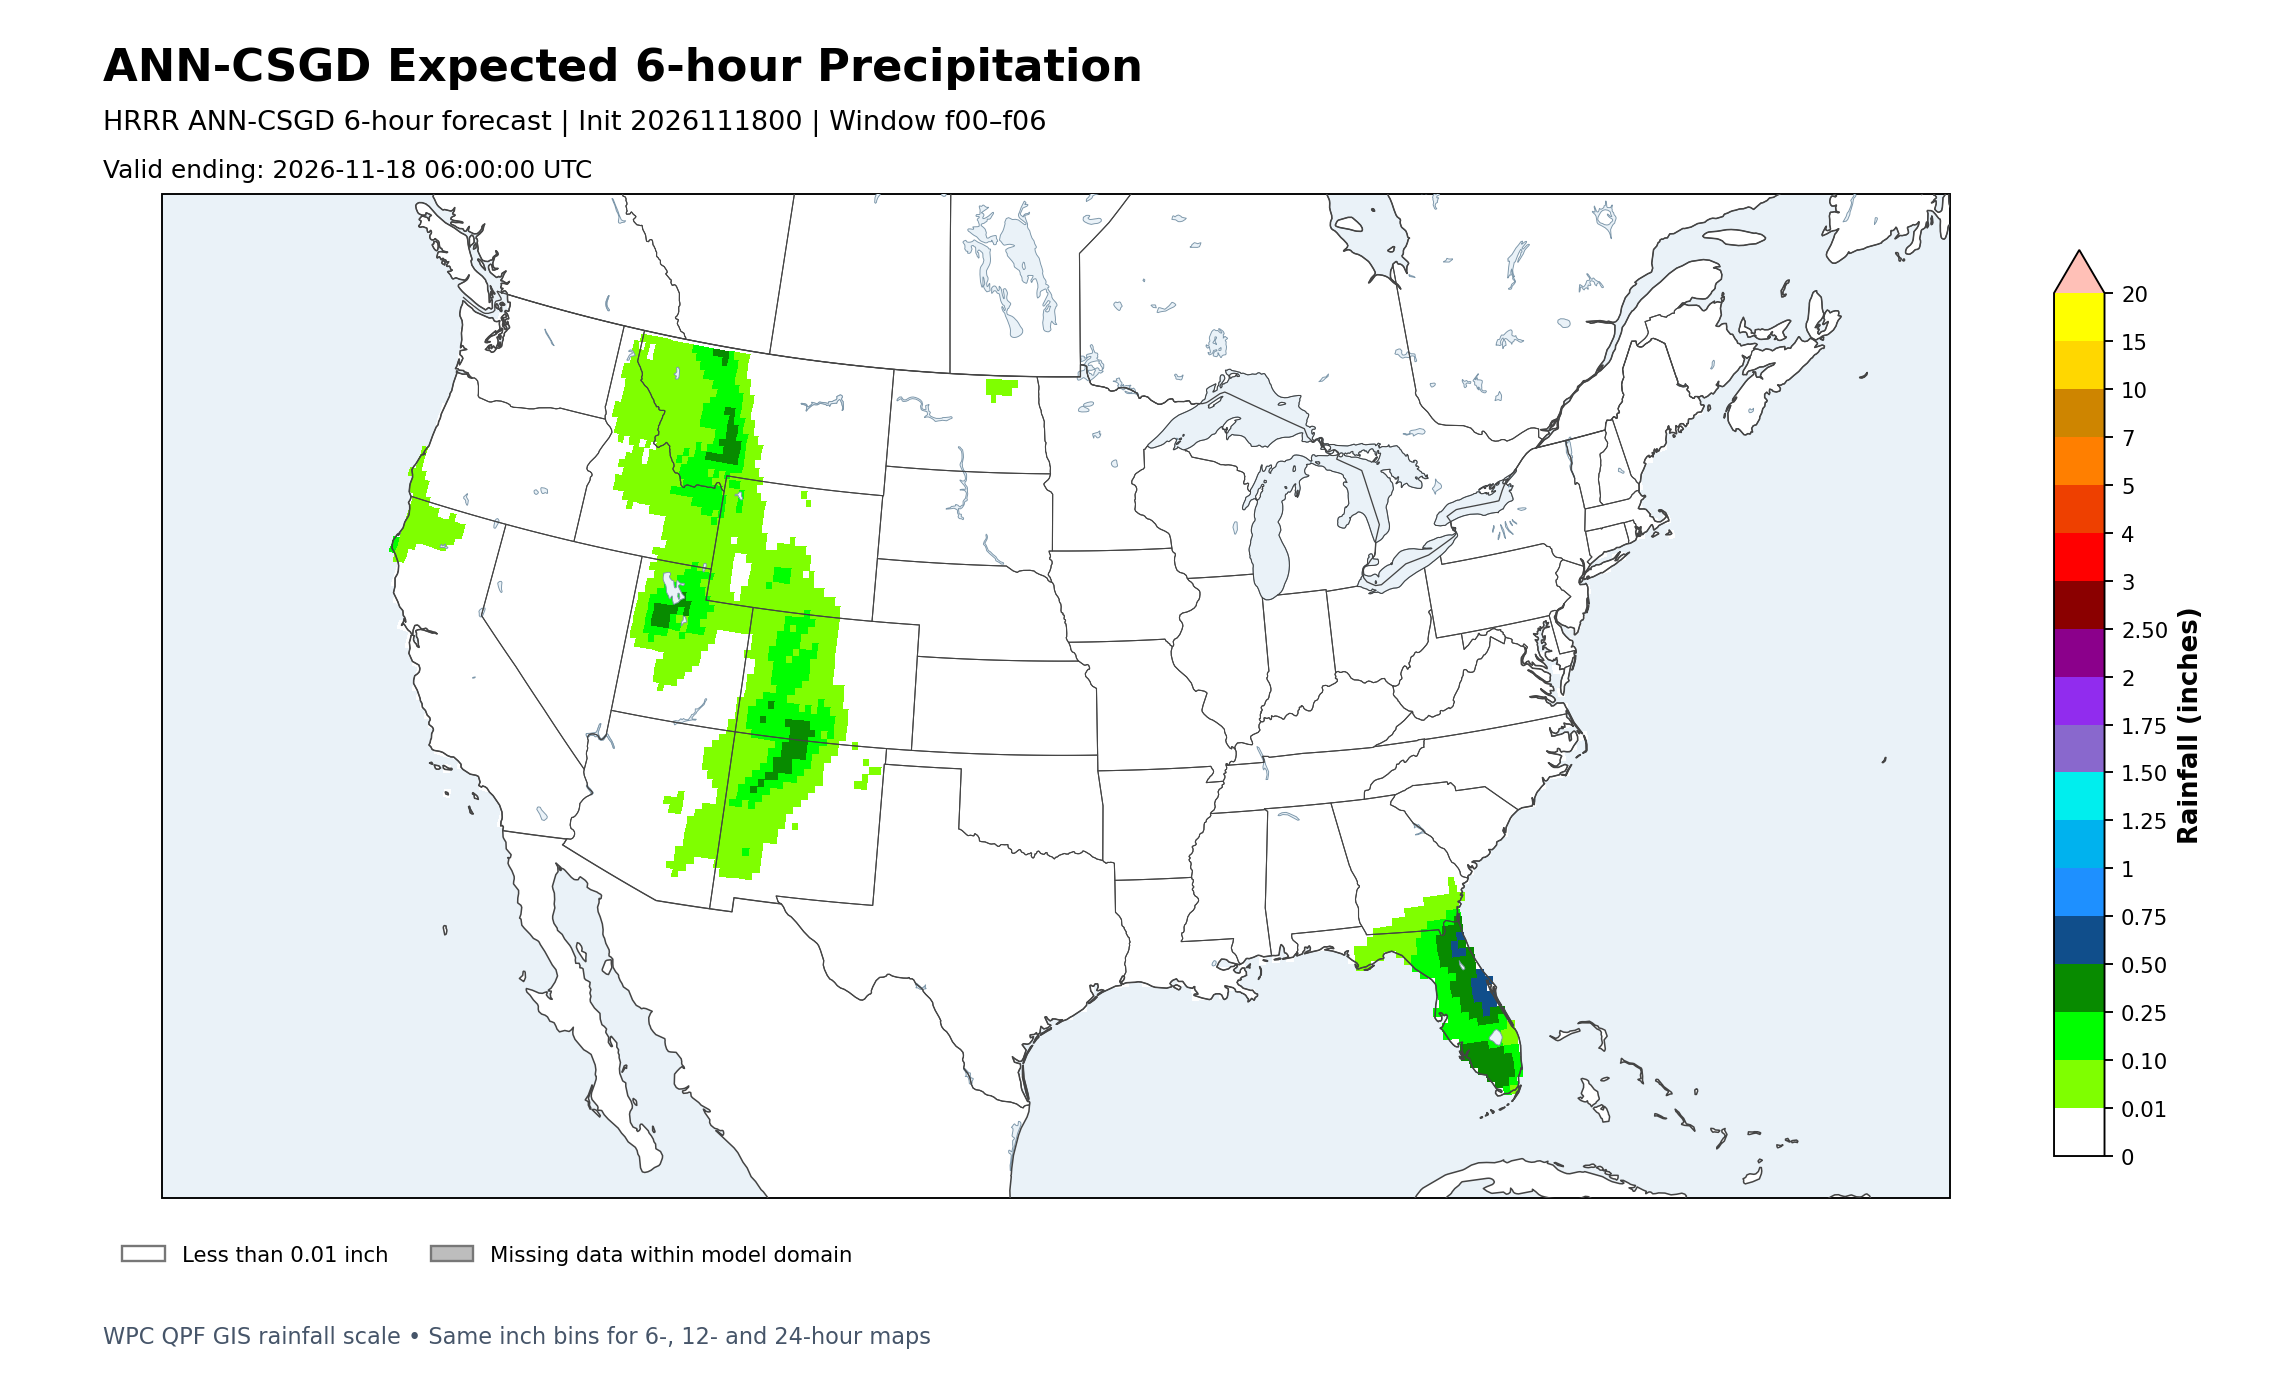 ANN-CSGD Expected 6-hour Precipitation
HRRR ANN-CSGD 6-hour forecast | Init 2026111800 | Window f00–f06
Valid ending: 2026-11-18 06:00:00 UTC
20
15
10
7
5
4
3
2.50
2
1.75
1.50
1.25
1
0.75
0.50
0.25
0.10
0.01
0
Rainfall (inches)
Less than 0.01 inch
Missing data within model domain
WPC QPF GIS rainfall scale • Same inch bins for 6-, 12- and 24-hour maps